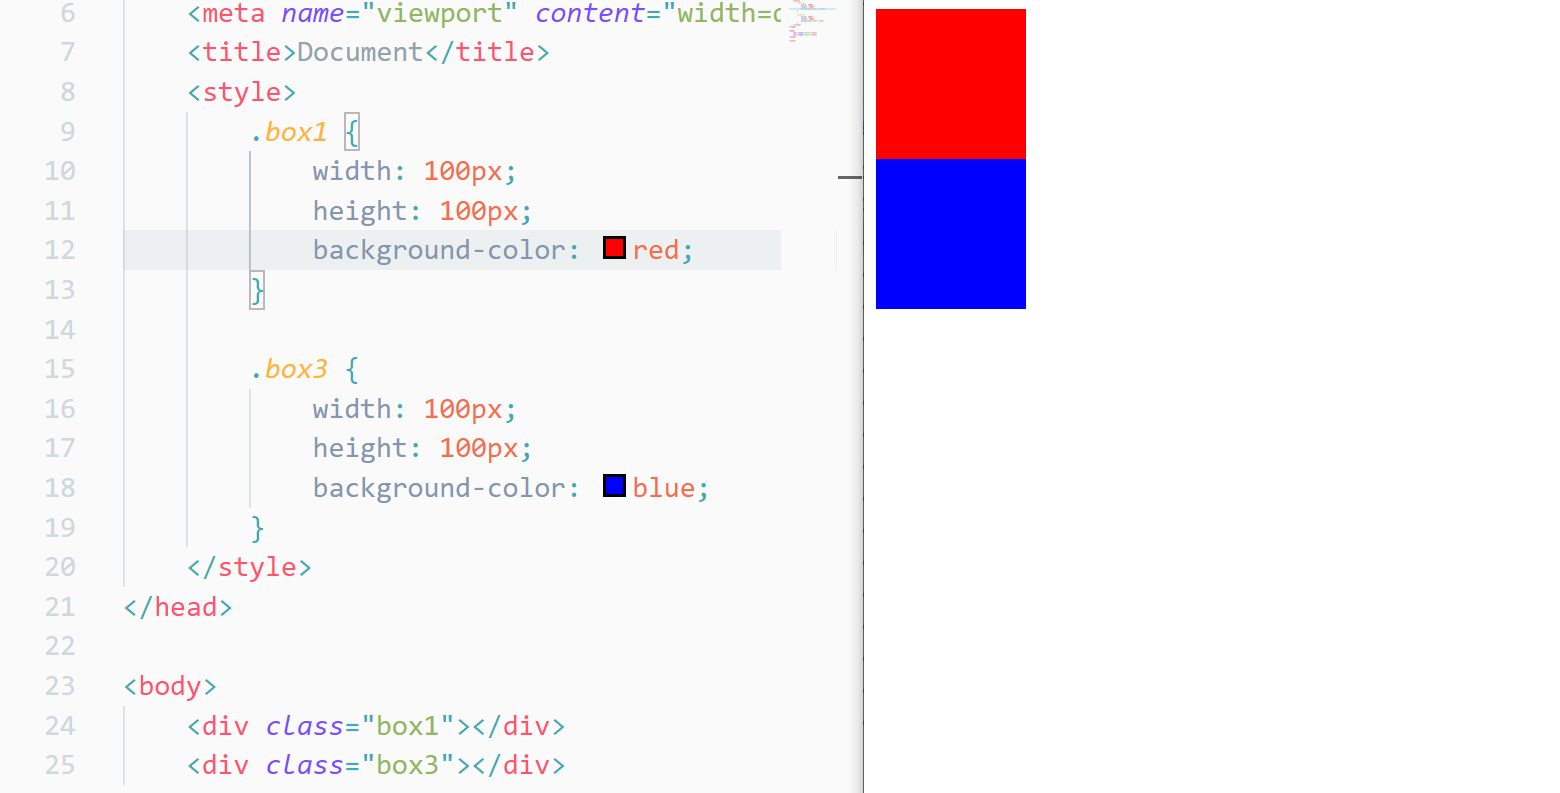 6 <meta name="viewport" content="width=
7 <title>Document</title>
8 <style>
9 .box1 {
10 width: 100px;
11 height: 100px;
12 background-color: red;
13 }
14
15 .box3 {
16 width: 100px;
17 height: 100px;
18 background-color: blue;
19 }
20 </style>
21 </head>
22
23 <body>
24 <div class="box1"></div>
25 <div class="box3"></div>